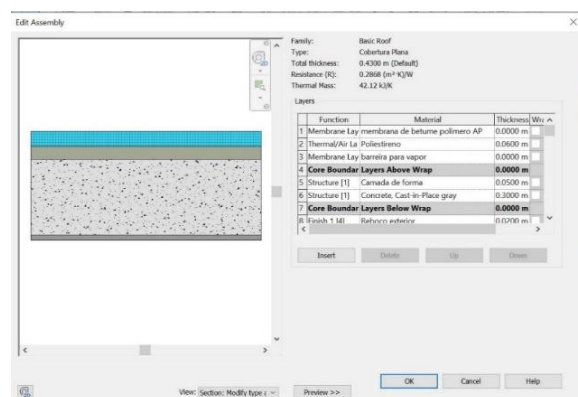 Edit Assembly
Family: Basic Roof
Type: Cobertura Plana
Total thickness: 0.4300 m (Default)
Resistance (R): 0.2868 (m²·K)/W
Thermal Mass: 42.12 kJ/K
Layers
Function Material Thickness Wra
1 Membrane Lay membrana de betume polimero AP 0.0000 m
2 Thermal/Air La Poliestireno 0.0600 m
3 Membrane Lay barreira para vapor 0.0000 m
4 Core Boundar Layers Above Wrap 0.0000 m
5 Structure [1] Camada de forma 0.0500 m
6 Structure [1] Concrete, Cast-in-Place gray 0.3000 m
7 Core Boundar Layers Below Wrap 0.0000 m
8 Finish 1 [4] Reboco exterior 0.0200 m
Insert Delete Up Down
View: Section: Modify type a Preview >>
OK Cancel Help